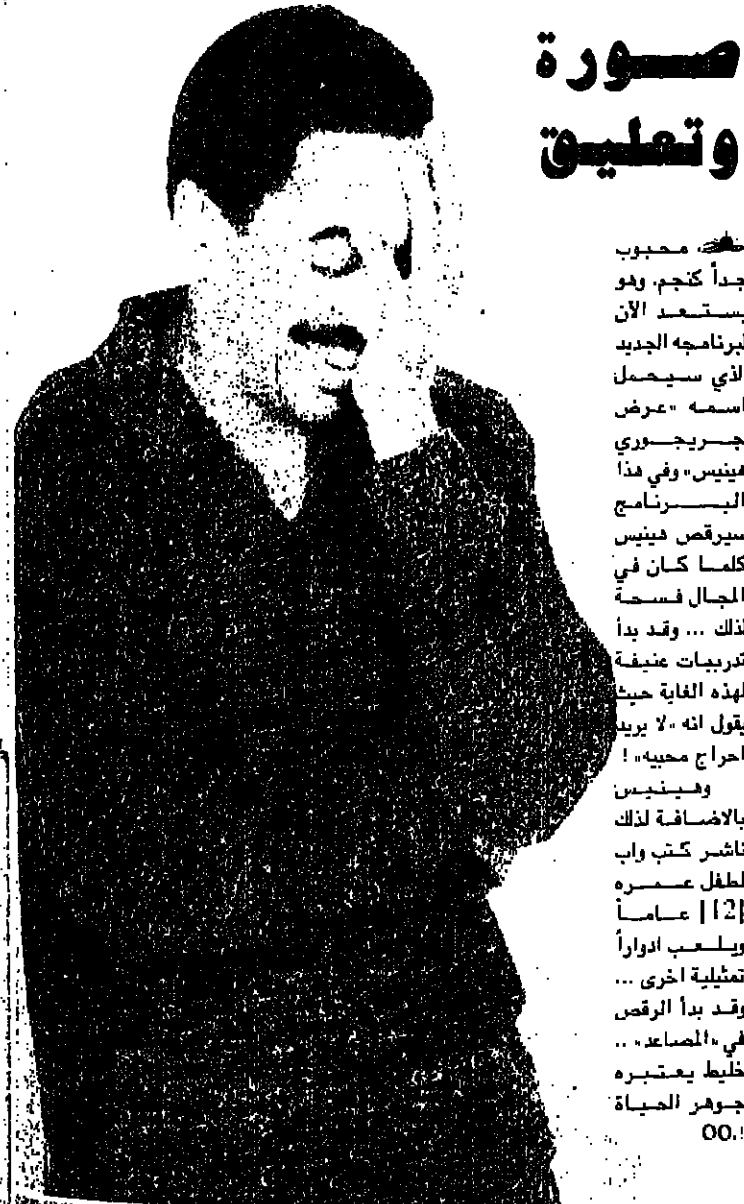 صورة
وتعليق
محبوب
جداً كنجم. وهو
يستعد الآن
لبرنامجه الجديد
الذي سيحمل
اسمه «عرض
جريجوري
هينيس» وفي هذا
البرنامج
سيرقص هينيس
كلما كان في
المجال فسحة
لذلك ... وقد بدأ
تدريبات عنيفة
لهذه الغاية حيث
يقول انه «لا يريد
احراج محبيه» !
وهينيس
بالاضافة لذلك
ناشر كتب واب
لطفل عمره
[12] عاماً
ويلعب ادواراً
تمثيلية اخرى ...
وقد بدأ الرقص
في «المصاعد» ..
خليط يعتبره
جوهر الحياة
!.OO